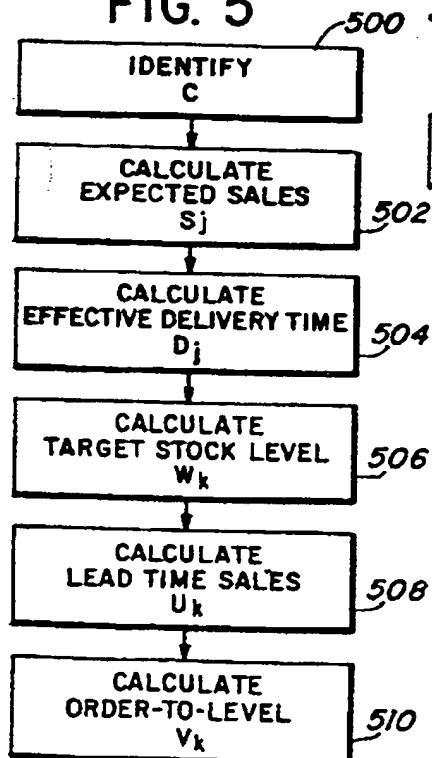 FIG. 5
500
IDENTIFY
C
CALCULATE
EXPECTED SALES
Sj
502
CALCULATE
EFFECTIVE DELIVERY TIME
Dj
504
CALCULATE
TARGET STOCK LEVEL
Wk
506
CALCULATE
LEAD TIME SALES
Uk
508
CALCULATE
ORDER-TO-LEVEL
Vk
510